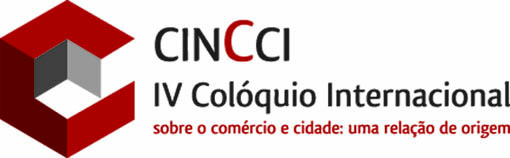 CINCCI
IV Colóquio Internacional
sobre o comércio e cidade: uma relação de origem